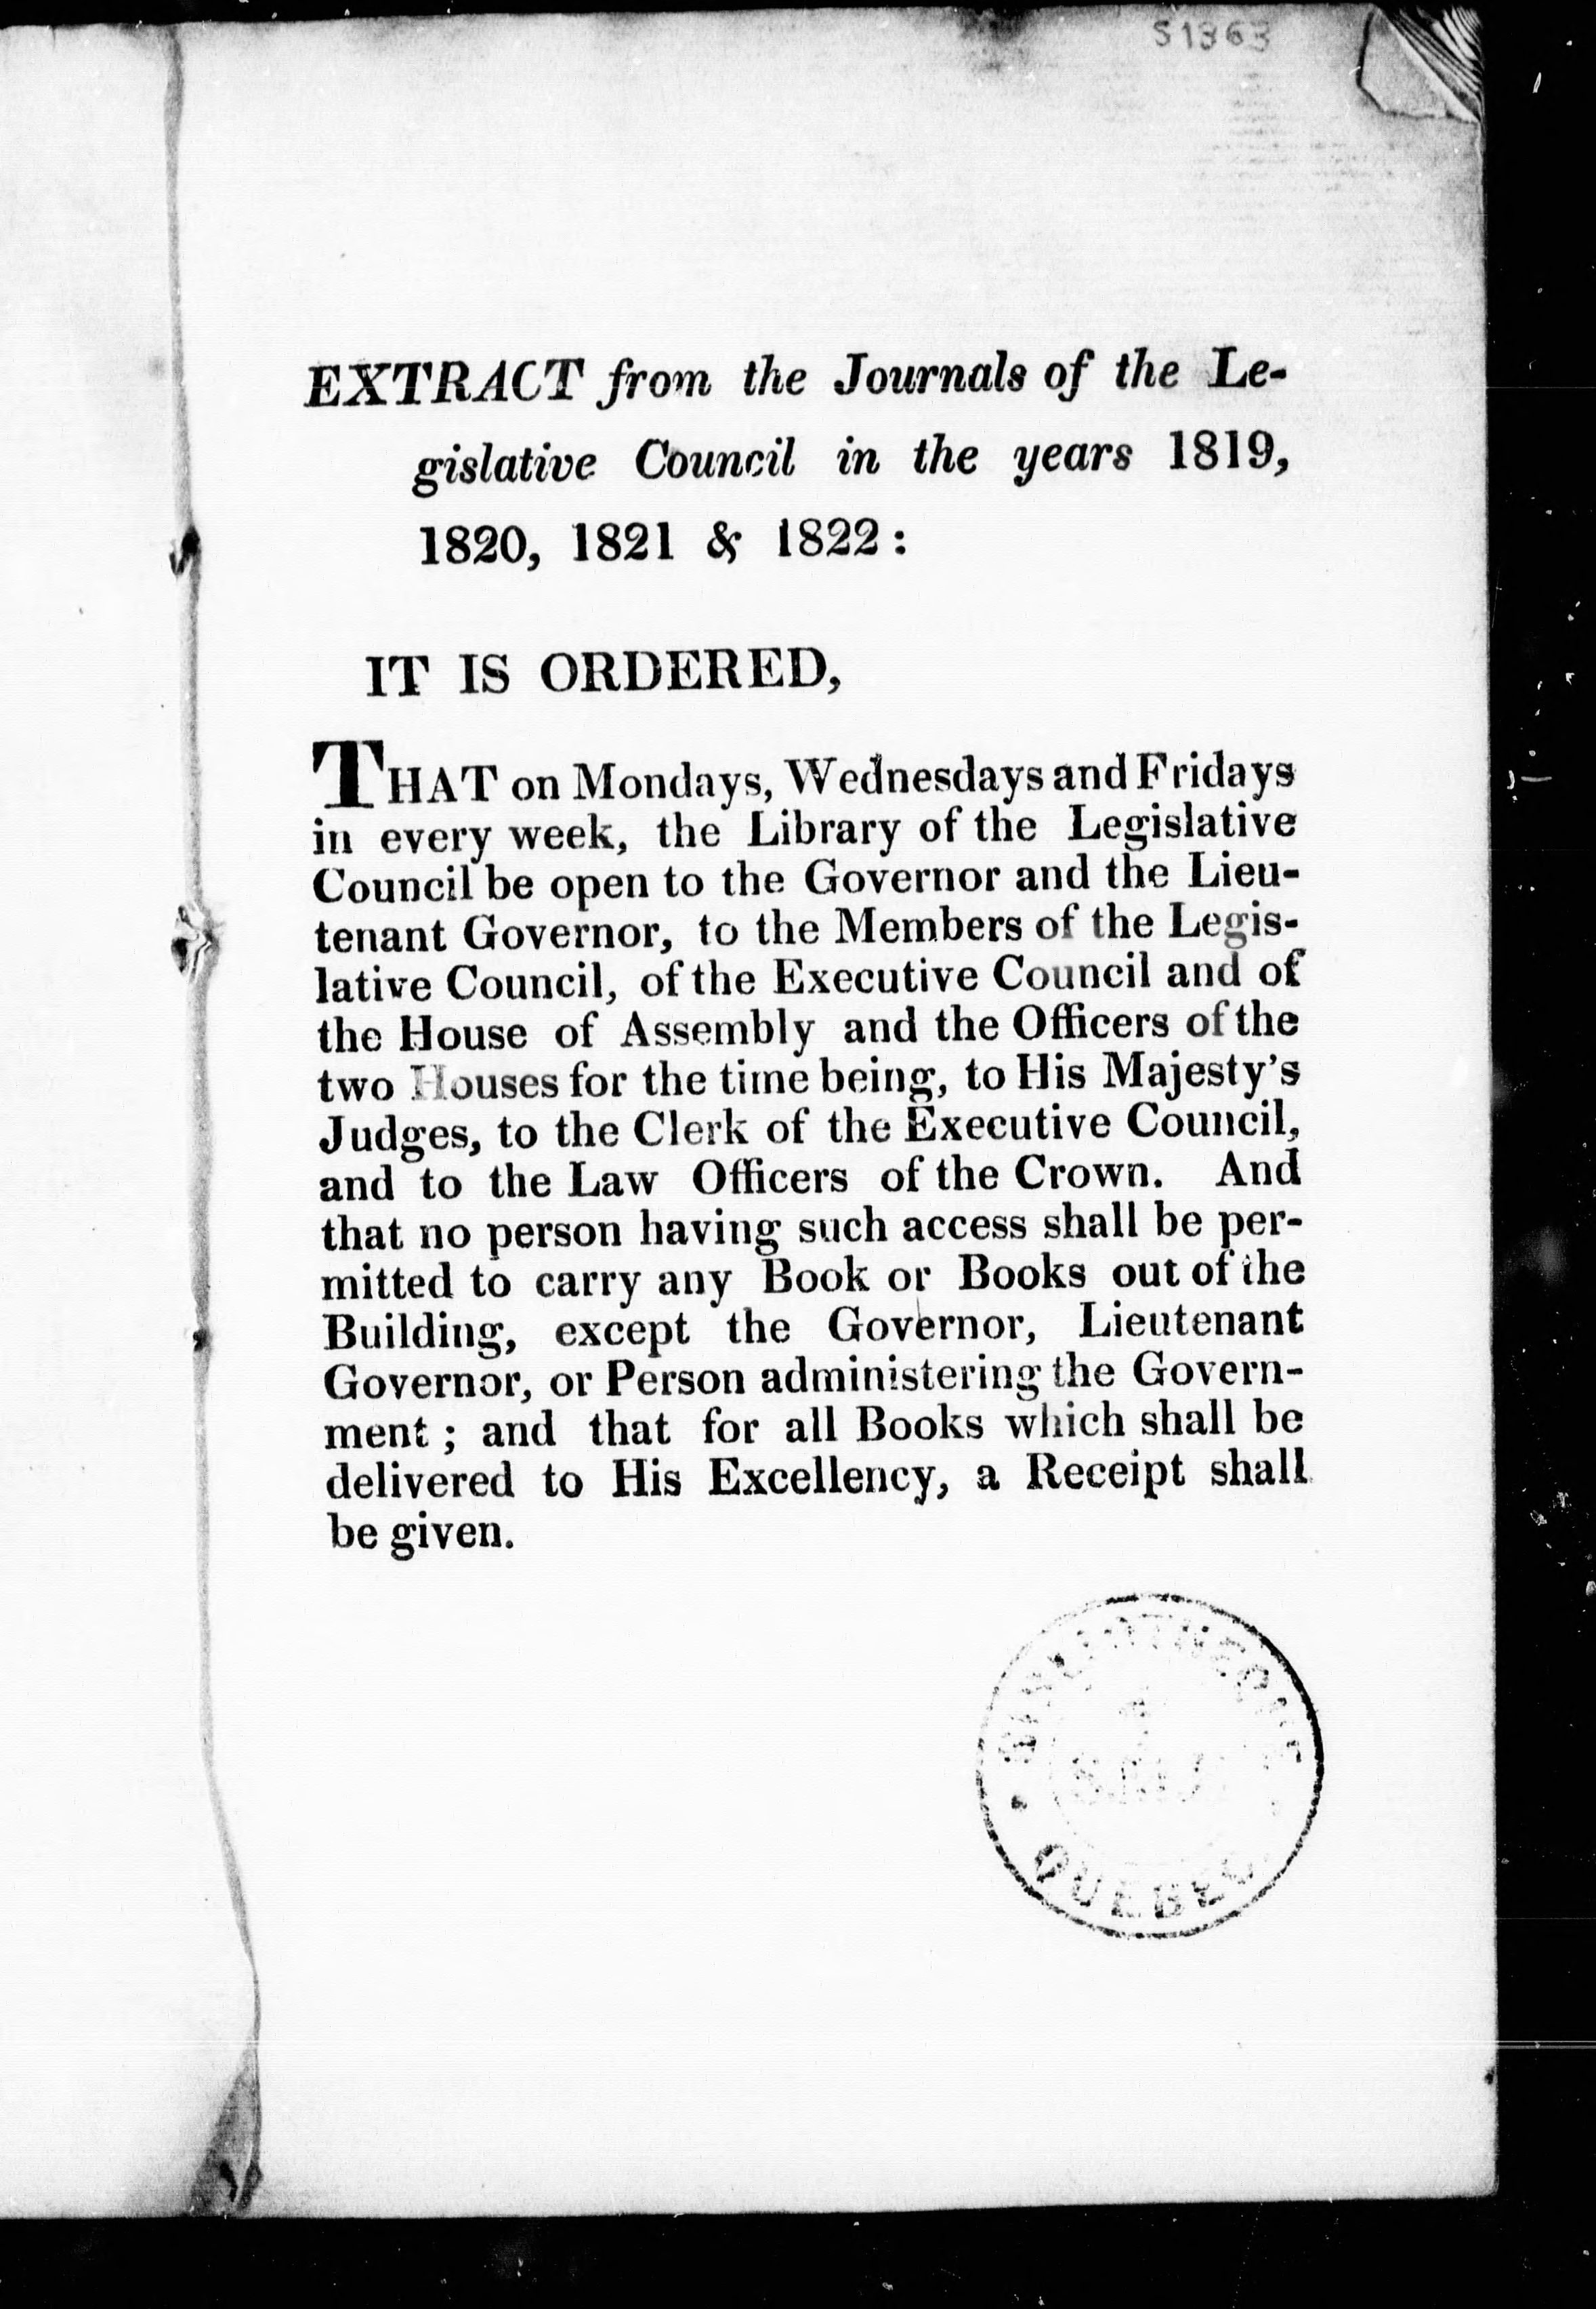 S1363
EXTRACT from the Journals of the Le-
gislative Council in the years 1819,
1820, 1821 & 1822:
IT IS ORDERED,
THAT on Mondays, Wednesdays and Fridays
in every week, the Library of the Legislative
Council be open to the Governor and the Lieu-
tenant Governor, to the Members of the Legis-
lative Council, of the Executive Council and of
the House of Assembly and the Officers of the
two Houses for the time being, to His Majesty's
Judges, to the Clerk of the Executive Council,
and to the Law Officers of the Crown. And
that no person having such access shall be per-
mitted to carry any Book or Books out of the
Building, except the Governor, Lieutenant
Governor, or Person administering the Govern-
ment ; and that for all Books which shall be
delivered to His Excellency, a Receipt shall
be given.
QUEBEC